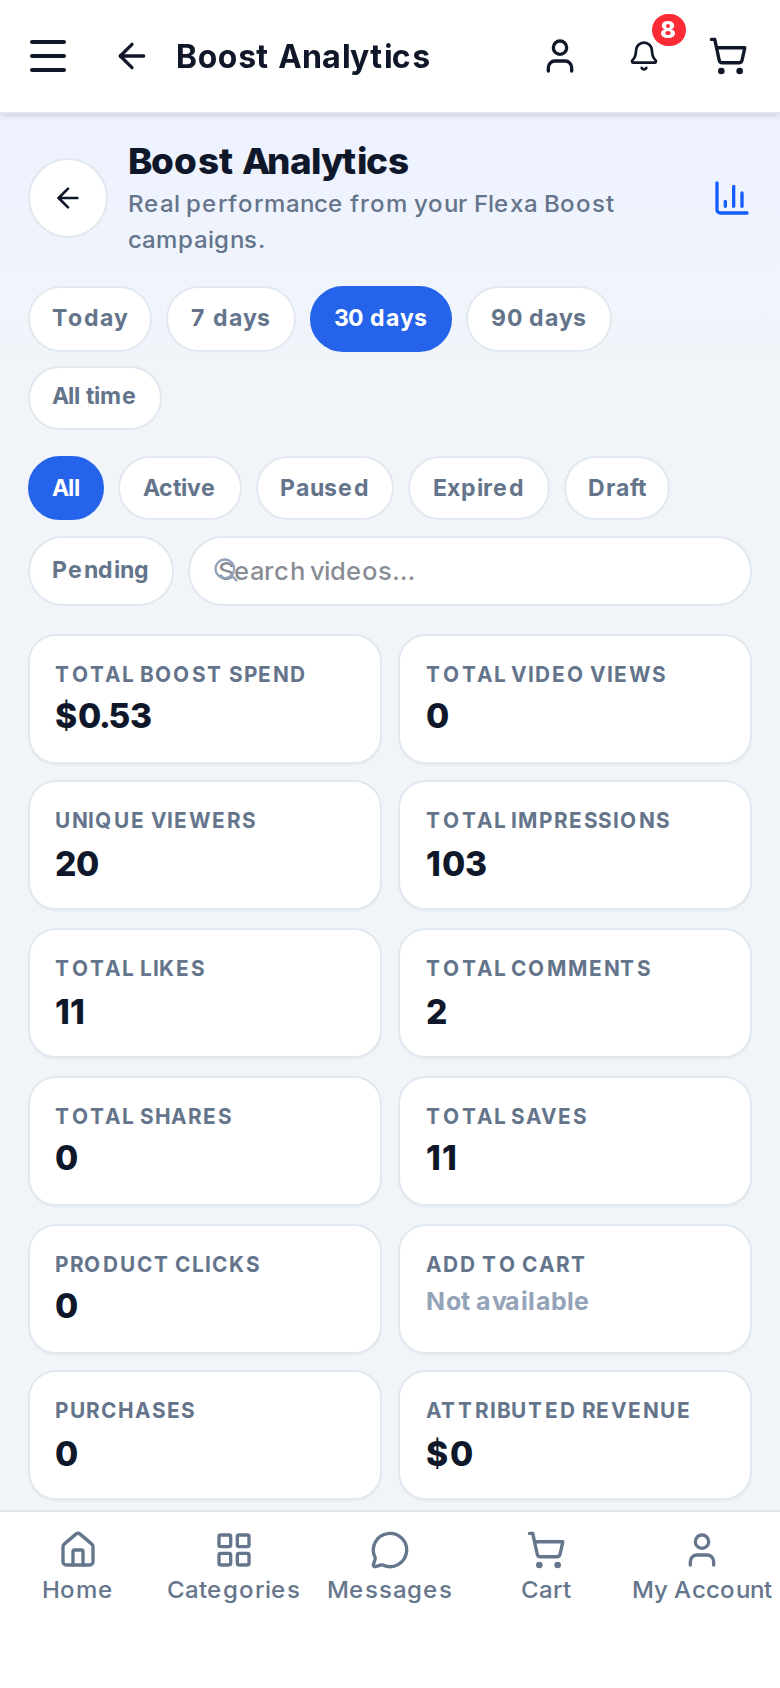 Boost Analytics
8
Boost Analytics
Real performance from your Flexa Boost
campaigns.
Today
7 days
30 days
90 days
All time
All
Active
Paused
Expired
Draft
Pending
Search videos...
TOTAL BOOST SPEND
$0.53
TOTAL VIDEO VIEWS
0
UNIQUE VIEWERS
20
TOTAL IMPRESSIONS
103
TOTAL LIKES
11
TOTAL COMMENTS
2
TOTAL SHARES
0
TOTAL SAVES
11
PRODUCT CLICKS
0
ADD TO CART
Not available
PURCHASES
0
ATTRIBUTED REVENUE
$0
Home
Categories
Messages
Cart
My Account